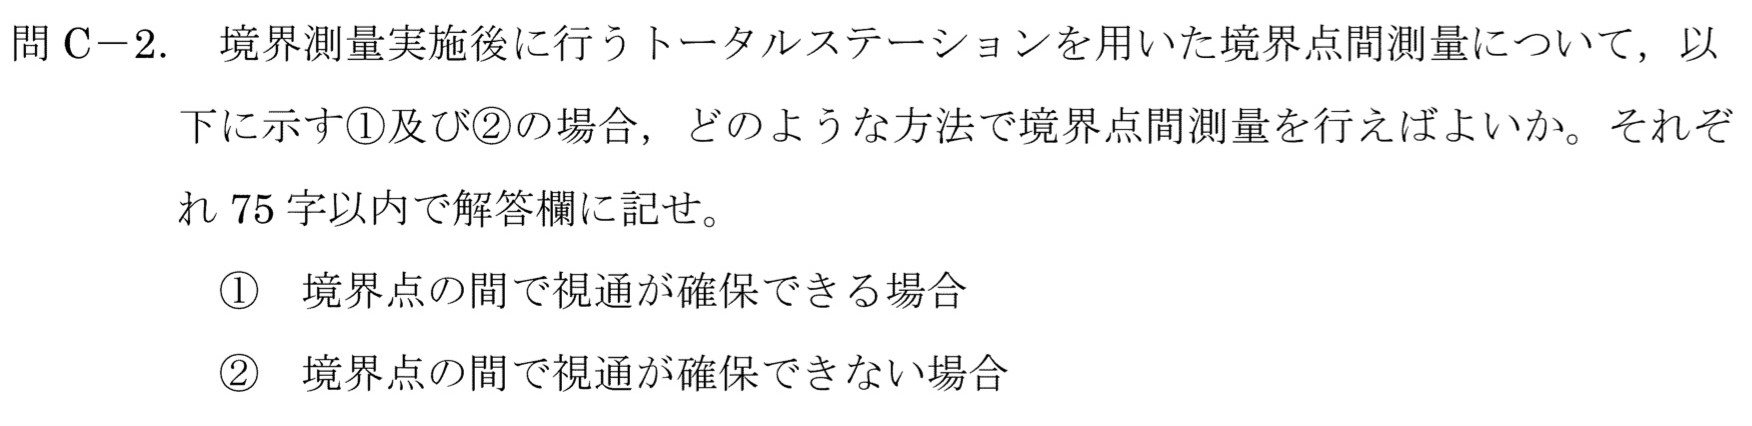 問 C－2.　境界測量実施後に行うトータルステーションを用いた境界点間測量について，以
下に示す①及び②の場合，どのような方法で境界点間測量を行えばよいか。それぞ
れ 75 字以内で解答欄に記せ。
①　境界点の間で視通が確保できる場合
②　境界点の間で視通が確保できない場合